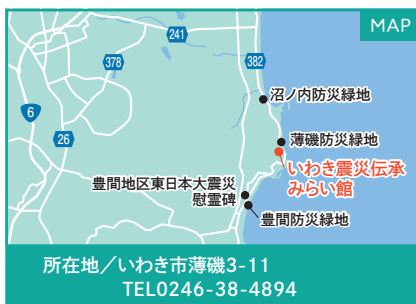 MAP
241
378
382
6
26
沼ノ内防災緑地
薄磯防災緑地
いわき震災伝承
みらい館
豊間地区東日本大震災
慰霊碑
豊間防災緑地
所在地／いわき市薄磯3-11
TEL0246-38-4894